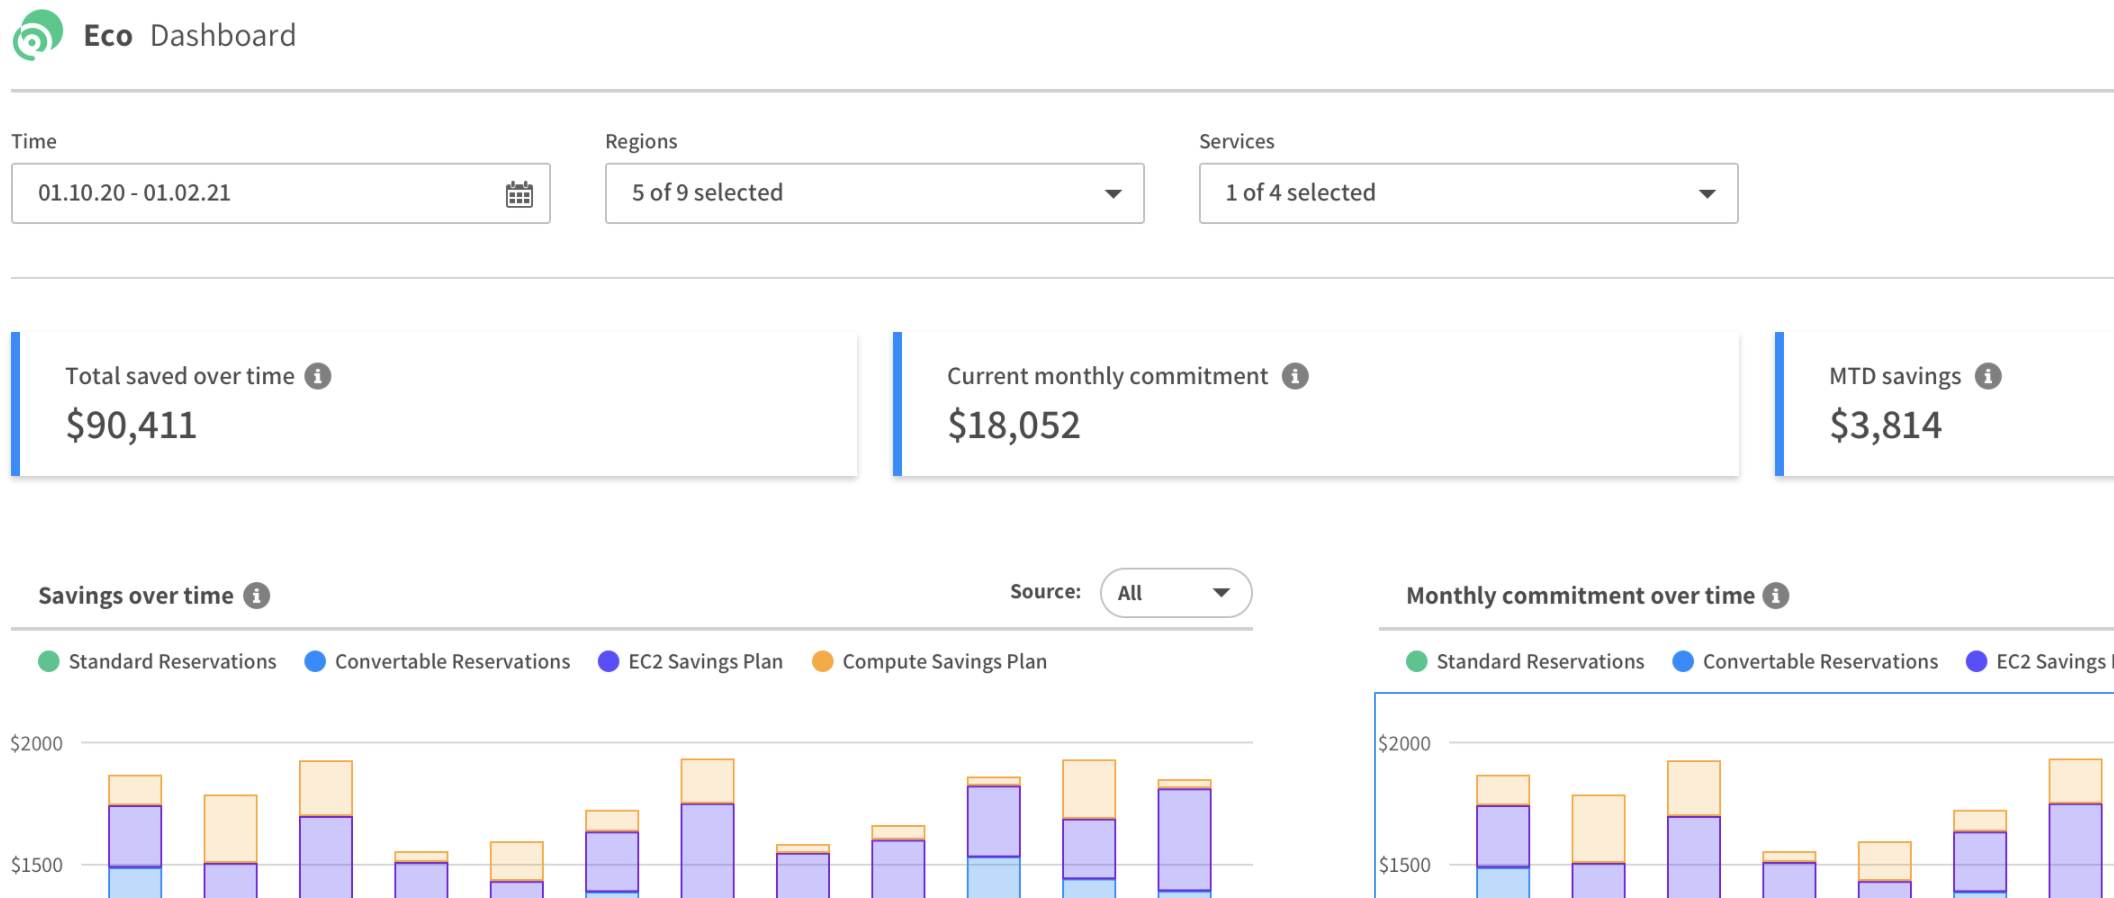 Eco Dashboard
Time
Regions
Services
01.10.20 - 01.02.21
5 of 9 selected
1 of 4 selected
Total saved over time
$90,411
Current monthly commitment
$18,052
MTD savings
$3,814
Savings over time
Source: All
Standard Reservations
Convertable Reservations
EC2 Savings Plan
Compute Savings Plan
$2000
$1500
Monthly commitment over time
Standard Reservations
Convertable Reservations
EC2 Savings
$2000
$1500